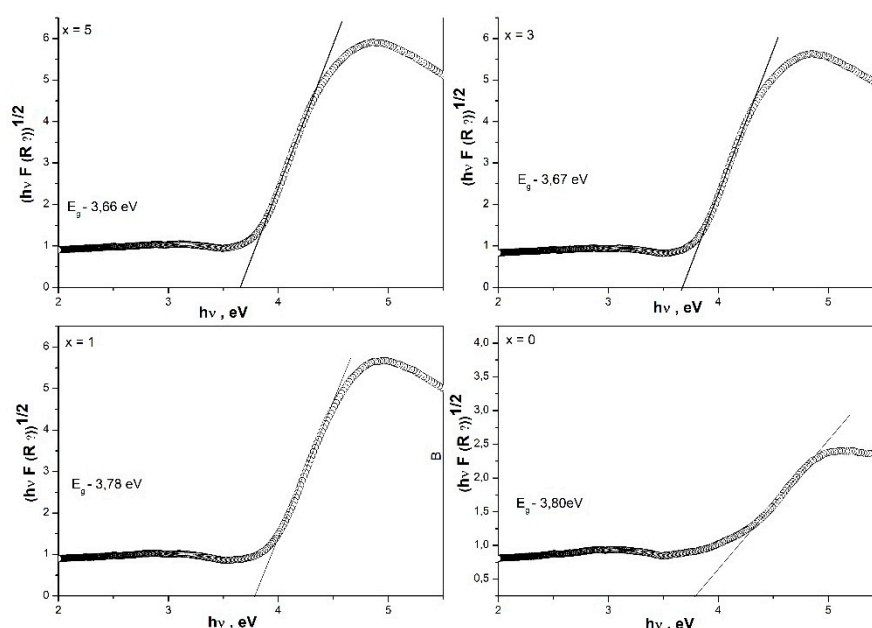 x = 5
(hν F (R ?))1/2
6
5
4
3
2
1
0
Eg - 3,66 eV
2 3 4 5
hν , eV
x = 3
(hν F (R ?))1/2
6
5
4
3
2
1
0
Eg - 3,67 eV
2 3 4 5
hν , eV
x = 1
(hν F (R ?))1/2
6
5
4
3
2
1
0
Eg - 3,78 eV
B
2 3 4 5
hν , eV
x = 0
(hν F (R ?))1/2
4,0
3,5
3,0
2,5
2,0
1,5
1,0
0,5
Eg - 3,80eV
2 3 4 5
hν , eV